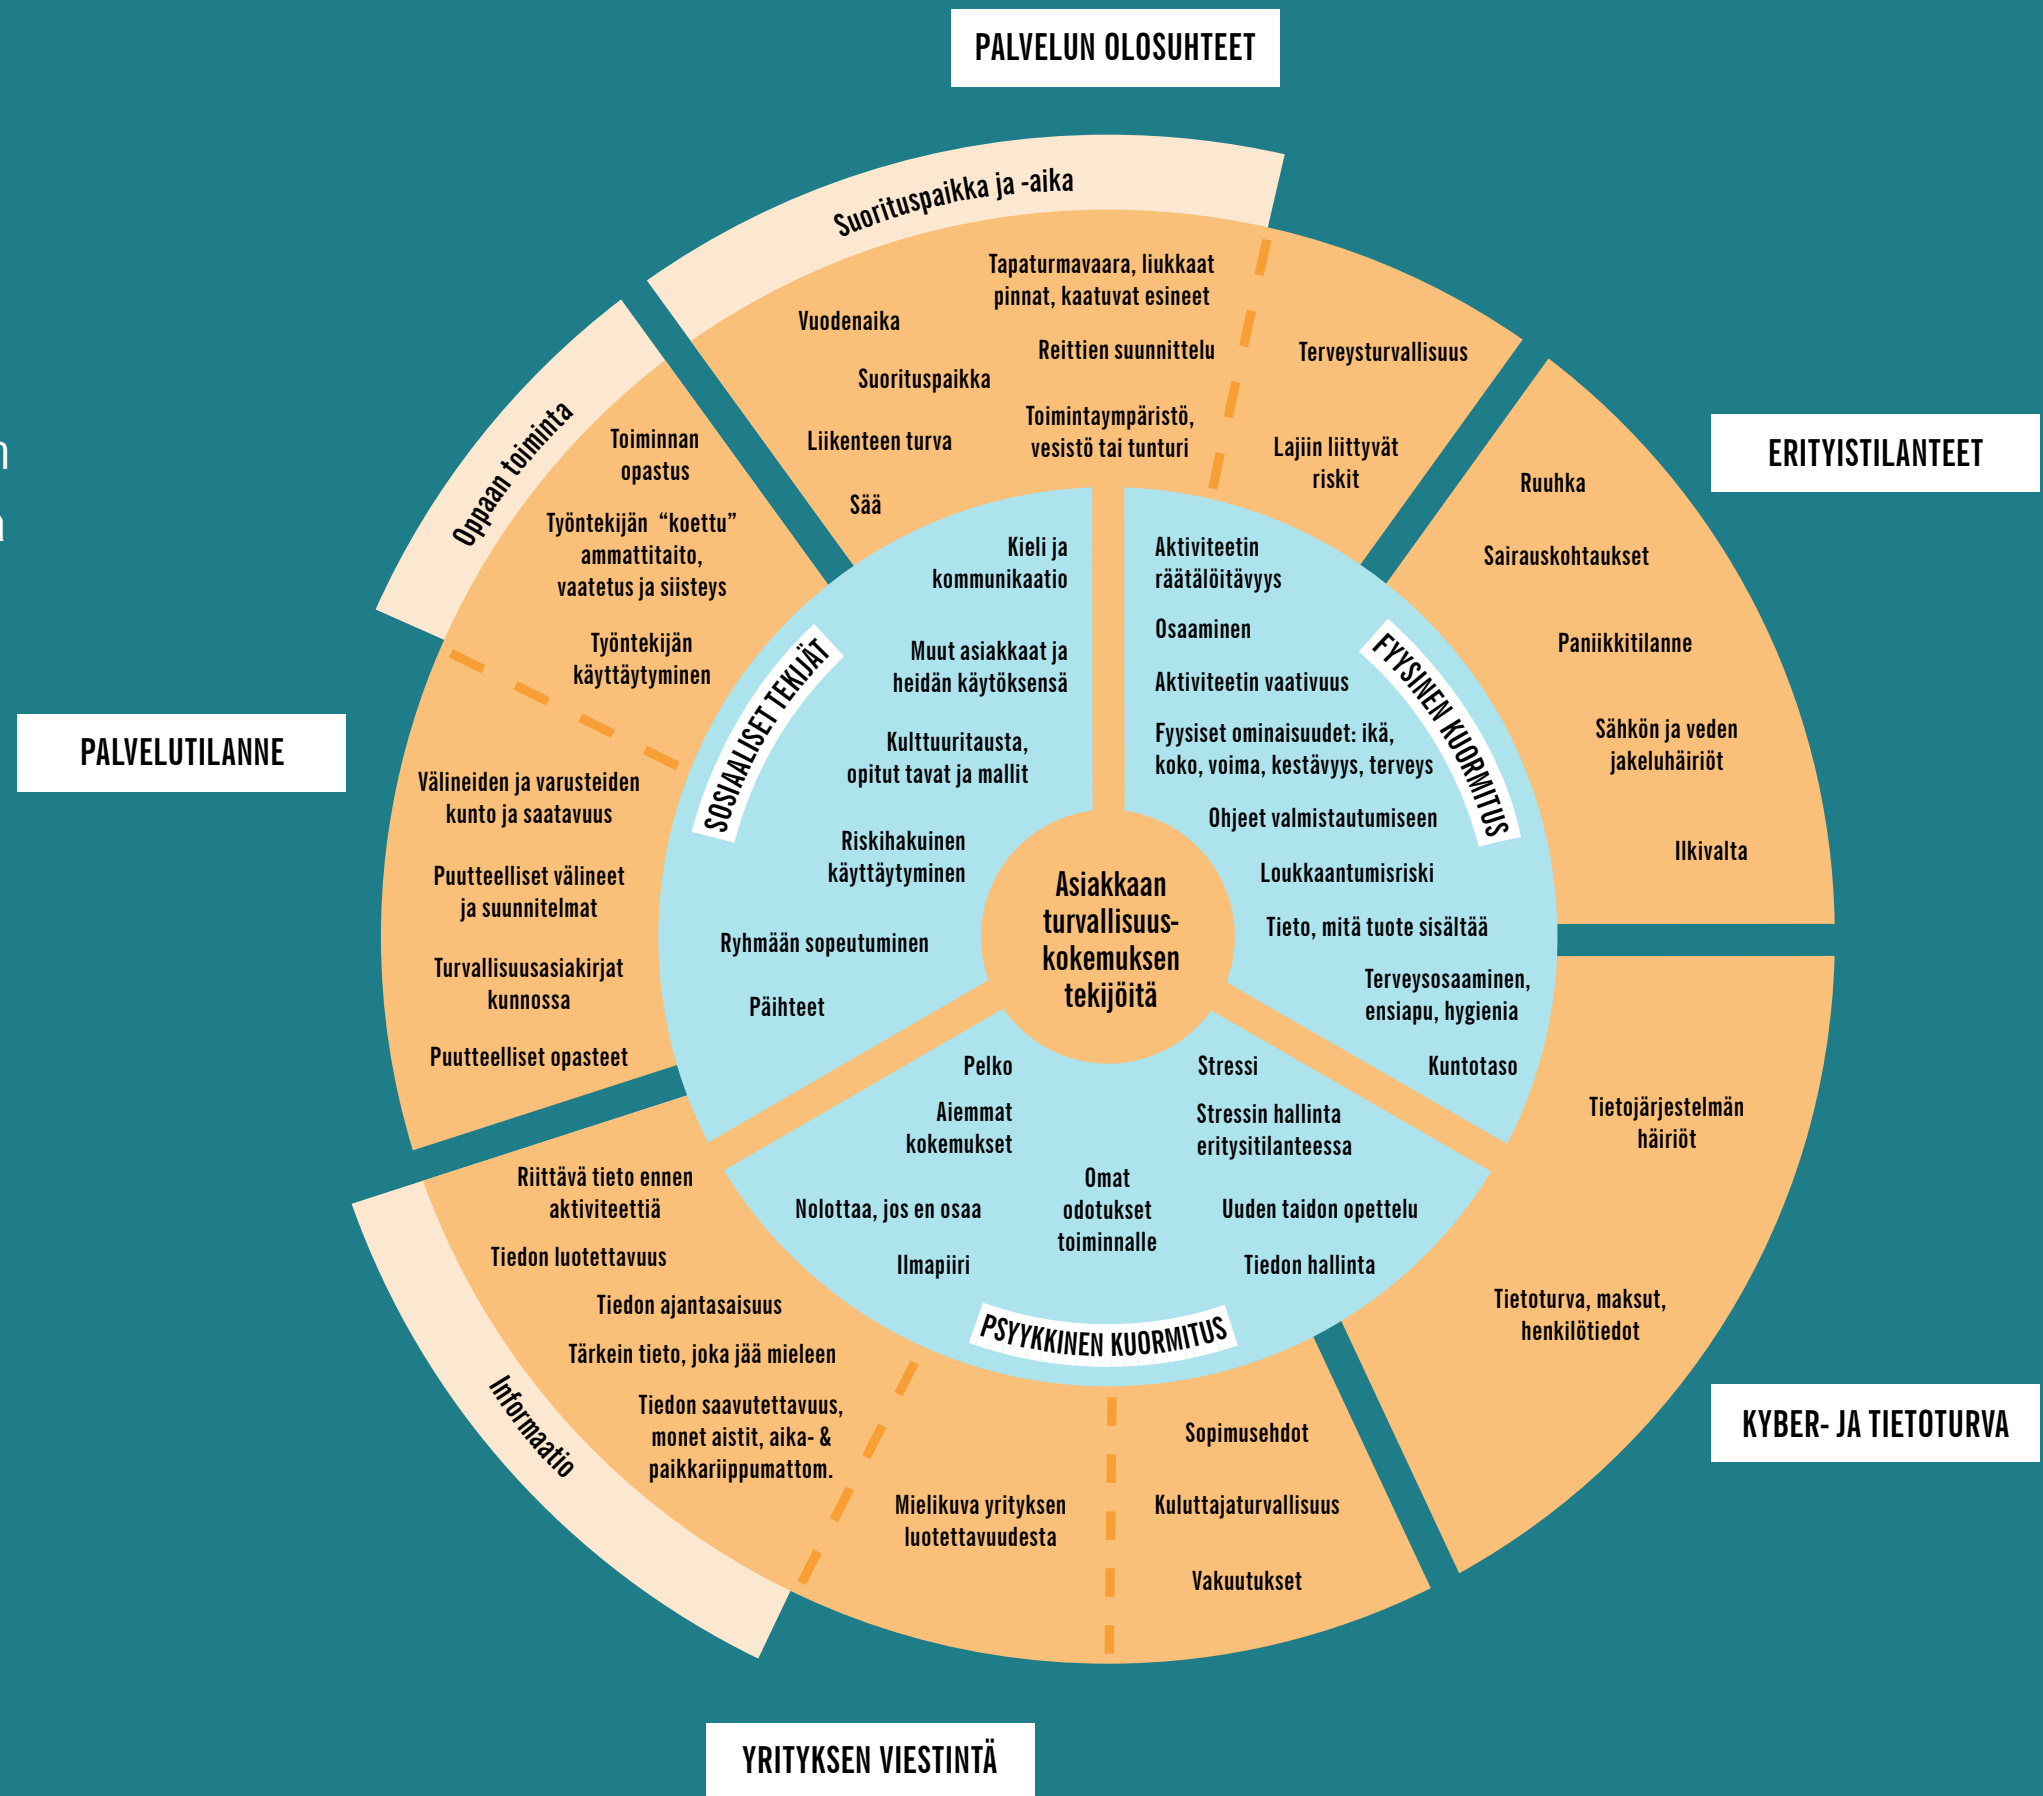 PALVELUN OLOSUHTEET
Suorituspaikka ja -aika
Tapaturmavaara, liukkaat
pinnat, kaatuvat esineet
Vuodenaika
Reittien suunnittelu
Suorituspaikka
Toimintaympäristö,
vesistö tai tunturi
Liikenteen turva
Sää
Terveysturvallisuus
Lajiin liittyvät
riskit
ERITYISTILANTEET
Ruuhka
Sairauskohtaukset
Paniikkitilanne
Sähkön ja veden
jakeluhäiriöt
Ilkivalta
Oppaan toiminta
Toiminnan
opastus
Työntekijän “koettu”
ammattitaito,
vaatetus ja siisteys
Työntekijän
käyttäytyminen
PALVELUTILANNE
Välineiden ja varusteiden
kunto ja saatavuus
Puutteelliset välineet
ja suunnitelmat
Turvallisuusasiakirjat
kunnossa
Puutteelliset opasteet
SOSIAALISET TEKIJÄT
Kieli ja
kommunikaatio
Muut asiakkaat ja
heidän käytöksensä
Kulttuuritausta,
opitut tavat ja mallit
Riskihakuinen
käyttäytyminen
Ryhmään sopeutuminen
Päihteet
FYYSINEN KUORMITUS
Aktiviteetin
räätälöitävyys
Osaaminen
Aktiviteetin vaativuus
Fyysiset ominaisuudet: ikä,
koko, voima, kestävyys, terveys
Ohjeet valmistautumiseen
Loukkaantumisriski
Tieto, mitä tuote sisältää
Terveysosaaminen,
ensiapu, hygienia
Kuntotaso
Asiakkaan
turvallisuus-
kokemuksen
tekijöitä
Pelko
Aiemmat
kokemukset
Nolottaa, jos en osaa
Ilmapiiri
Omat
odotukset
toiminnalle
Stressi
Stressin hallinta
eritysitilanteessa
Uuden taidon opettelu
Tiedon hallinta
PSYYKKINEN KUORMITUS
Tietojärjestelmän
häiriöt
Tietoturva, maksut,
henkilötiedot
KYBER- JA TIETOTURVA
Riittävä tieto ennen
aktiviteettiä
Tiedon luotettavuus
Tiedon ajantasaisuus
Tärkein tieto, joka jää mieleen
Tiedon saavutettavuus,
monet aistit, aika- &
paikkariippumattom.
Informaatio
Mielikuva yrityksen
luotettavuudesta
Sopimusehdot
Kuluttajaturvallisuus
Vakuutukset
YRITYKSEN VIESTINTÄ